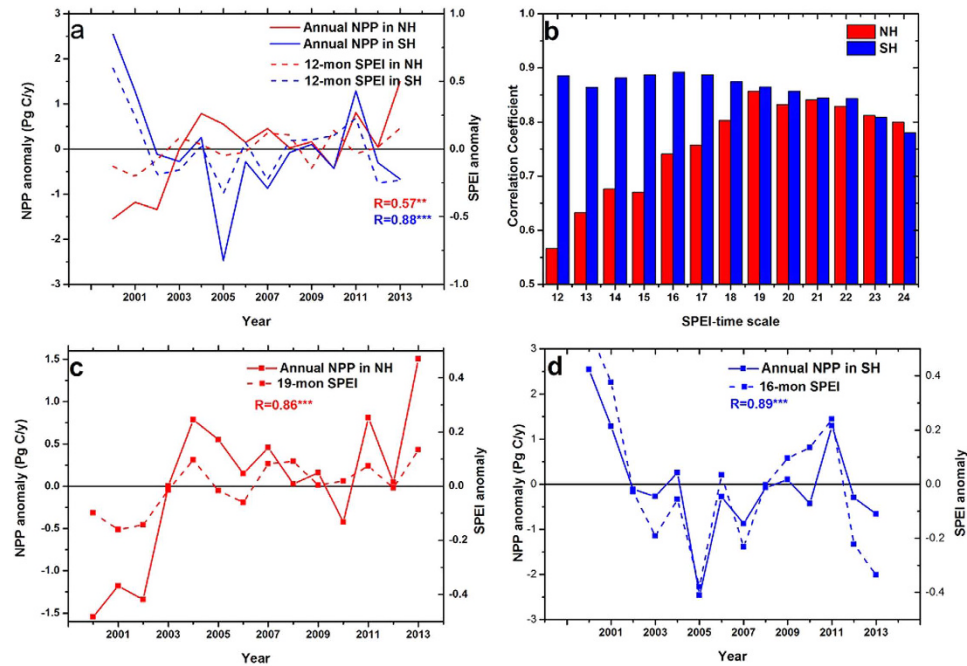 a
Annual NPP in NH
Annual NPP in SH
12-mon SPEI in NH
12-mon SPEI in SH
R=0.57**
R=0.88***
3
2
1
0
-1
-2
-3
NPP anomaly (Pg C/y)
1.0
0.5
0.0
-0.5
-1.0
SPEI anomaly
2001 2003 2005 2007 2009 2011 2013
Year
b
NH
SH
1.0
0.9
0.8
0.7
0.6
0.5
Correlation Coefficient
12 13 14 15 16 17 18 19 20 21 22 23 24
SPEI-time scale
c
Annual NPP in NH
19-mon SPEI
R=0.86***
1.5
1.0
0.5
0.0
-0.5
-1.0
-1.5
NPP anomaly (Pg C/y)
0.4
0.2
0.0
-0.2
-0.4
SPEI anomaly
2001 2003 2005 2007 2009 2011 2013
Year
d
Annual NPP in SH
16-mon SPEI
R=0.89***
3
2
1
0
-1
-2
-3
NPP anomaly (Pg C/y)
0.4
0.2
0.0
-0.2
-0.4
SPEI anomaly
2001 2003 2005 2007 2009 2011 2013
Year